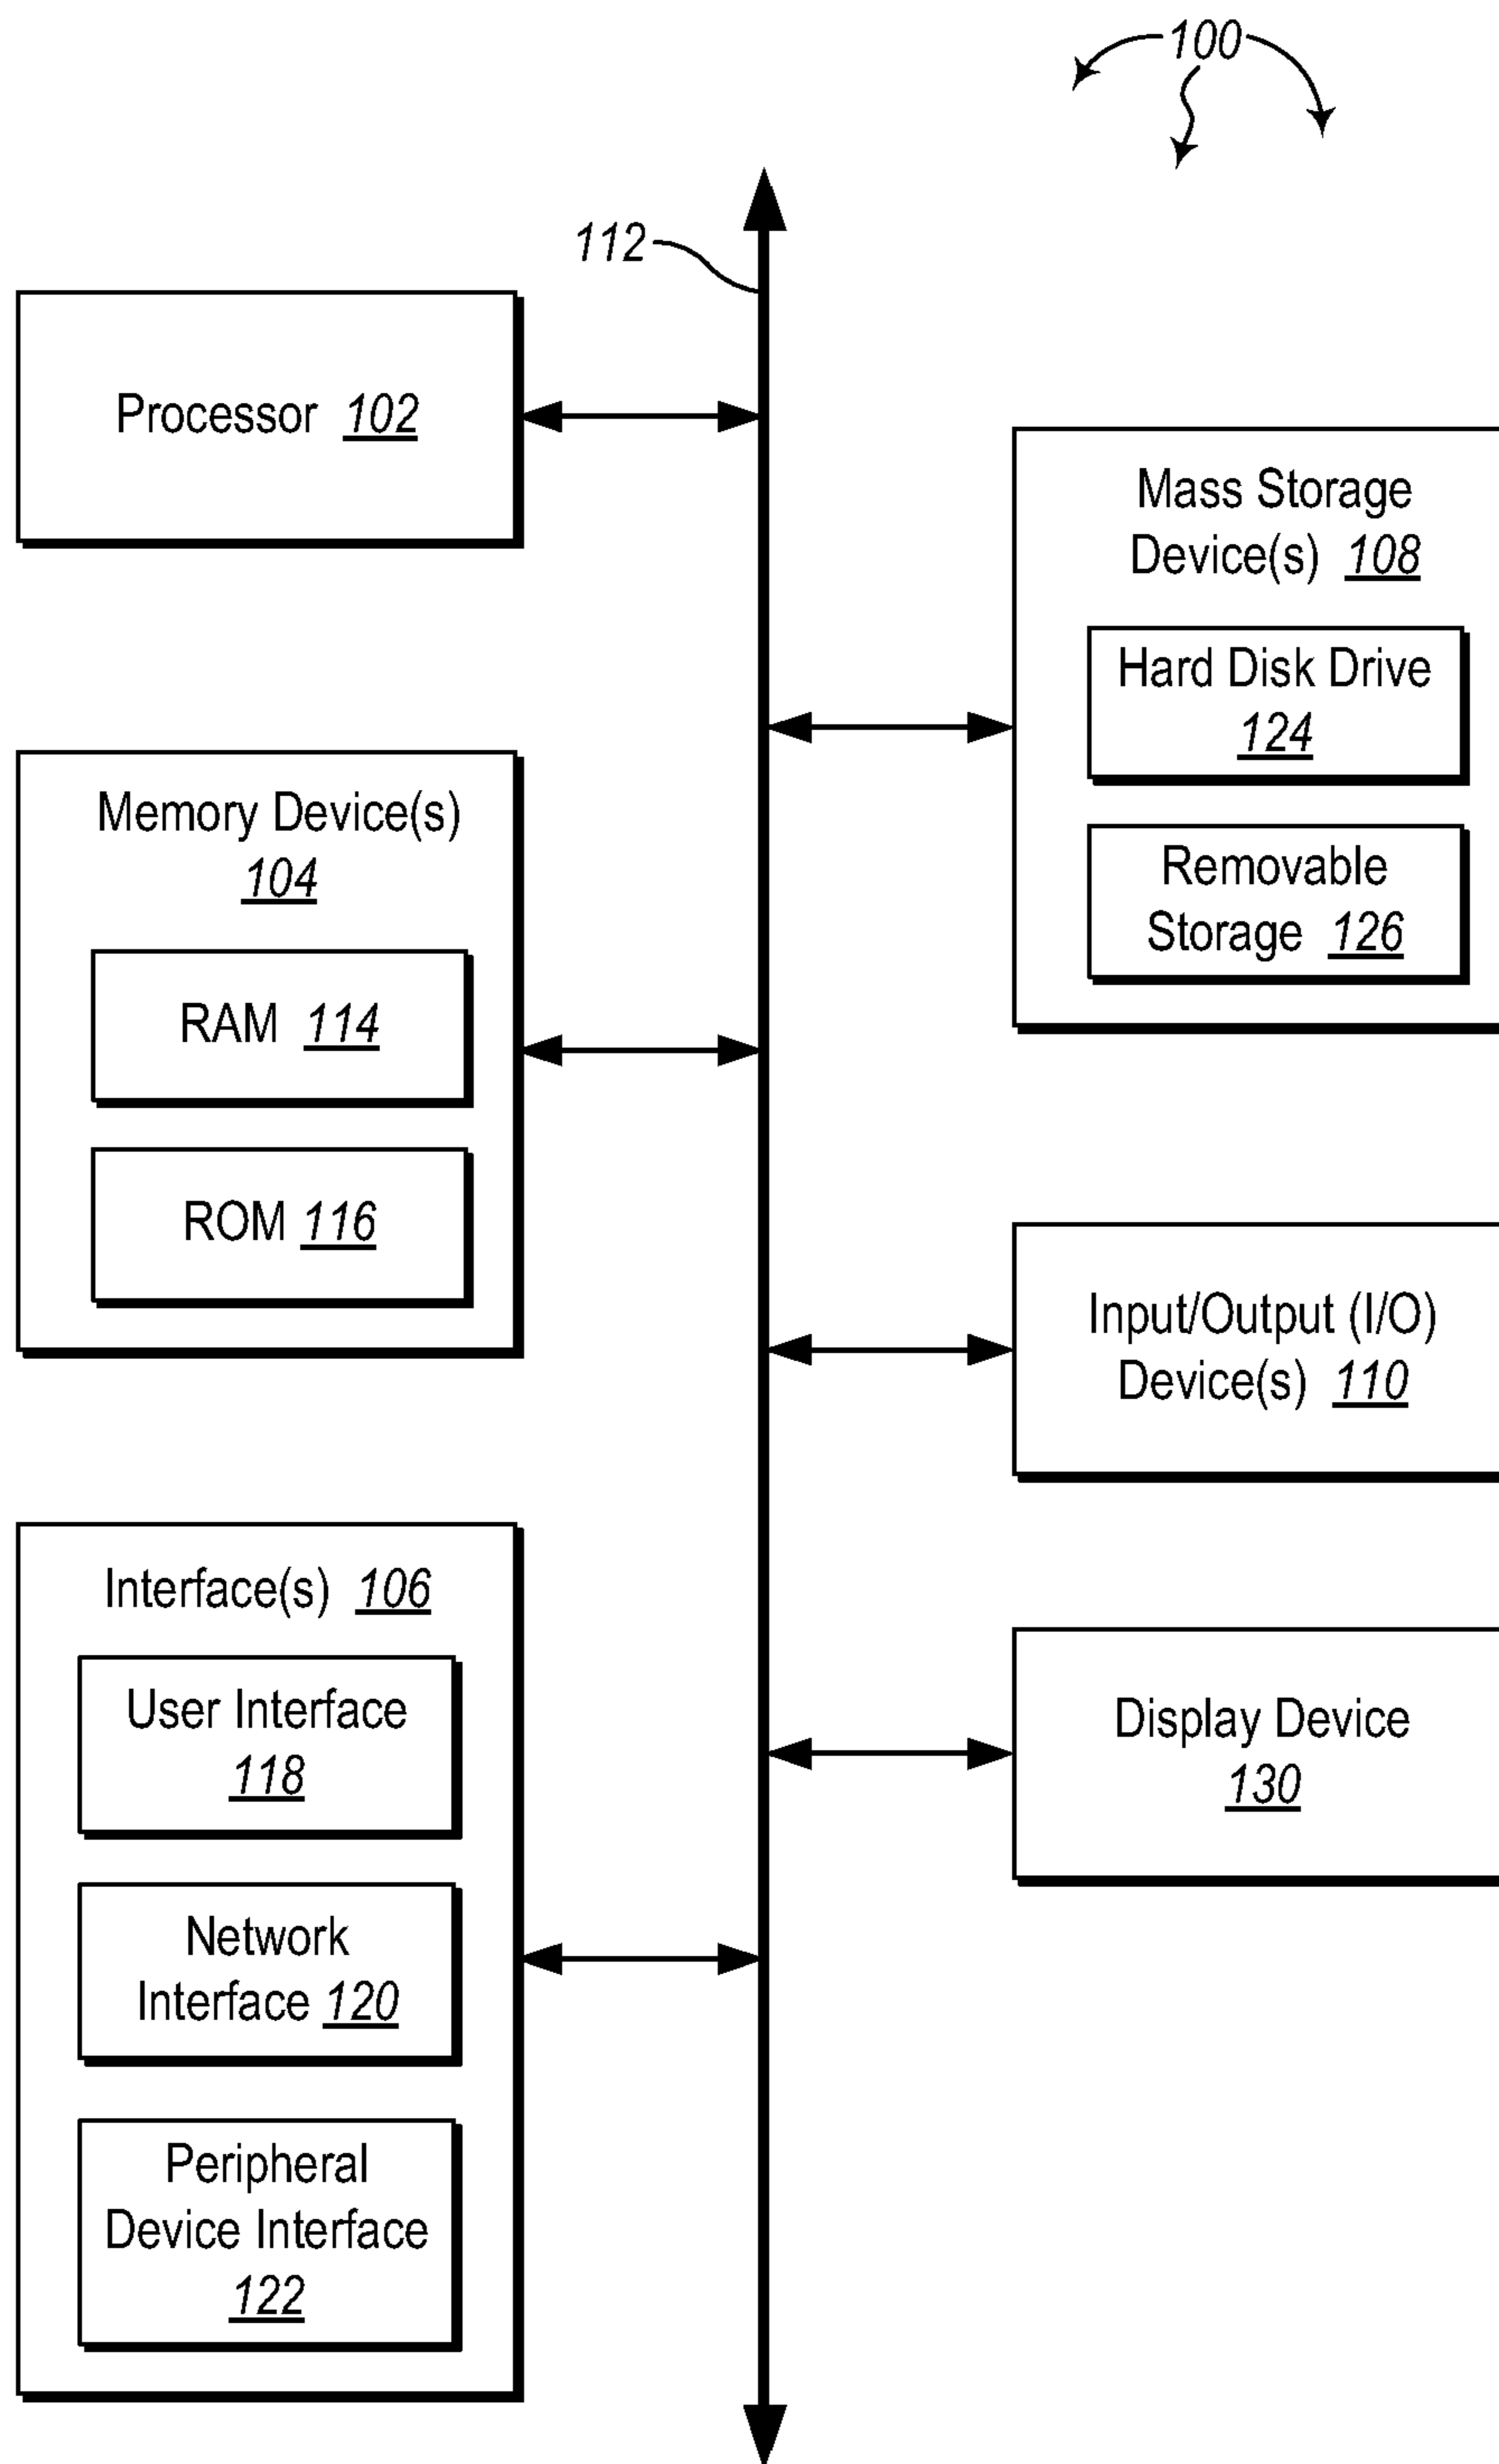 100
112
Processor 102
Memory Device(s)
104
RAM 114
ROM 116
Interface(s) 106
User Interface
118
Network
Interface 120
Peripheral
Device Interface
122
Mass Storage
Device(s) 108
Hard Disk Drive
124
Removable
Storage 126
Input/Output (I/O)
Device(s) 110
Display Device
130